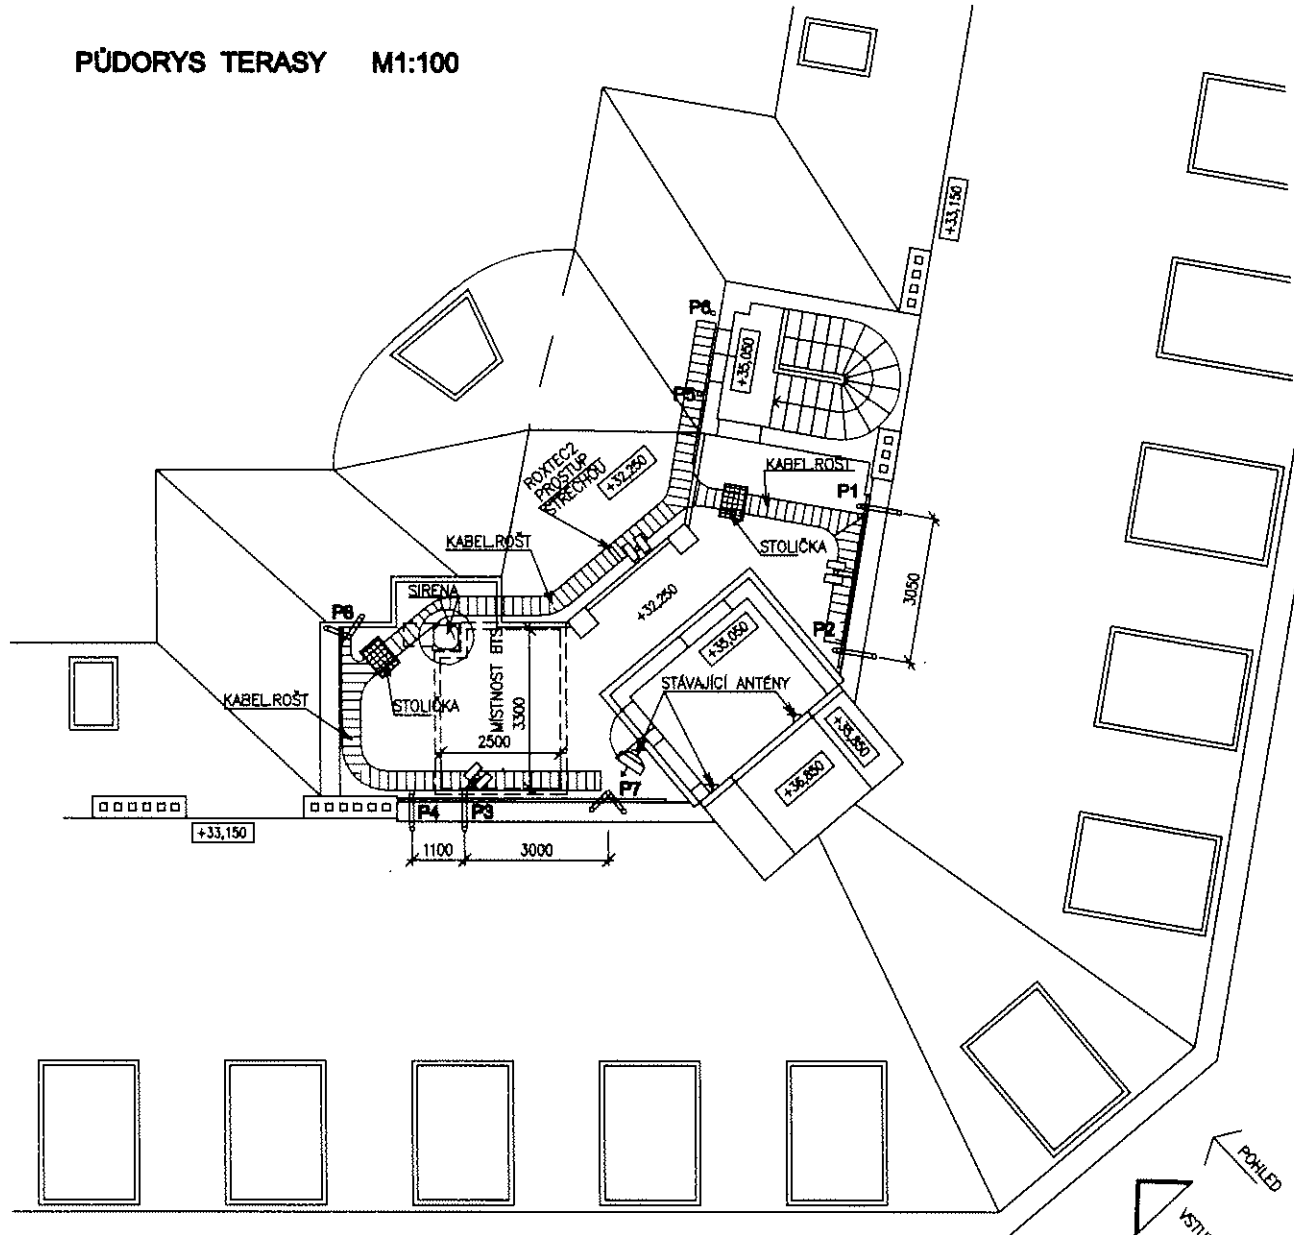 PŮDORYS TERASY M1:100
+33,150
P6
+35,050
P5
ROXTEC2
PROSTUP
STŘECHOU
+32,250
KABEL.ROŠT
P1
KABEL.ROŠT
STOLIČKA
SIRÉNA
3050
+32,250
P8
P2
+35,050
MÍSTNOST BTS
STÁVAJÍCÍ ANTÉNY
KABEL.ROŠT
STOLIČKA
3300
+35,850
2500
+36,850
P7
P4
P3
+33,150
1100
3000
POHLED